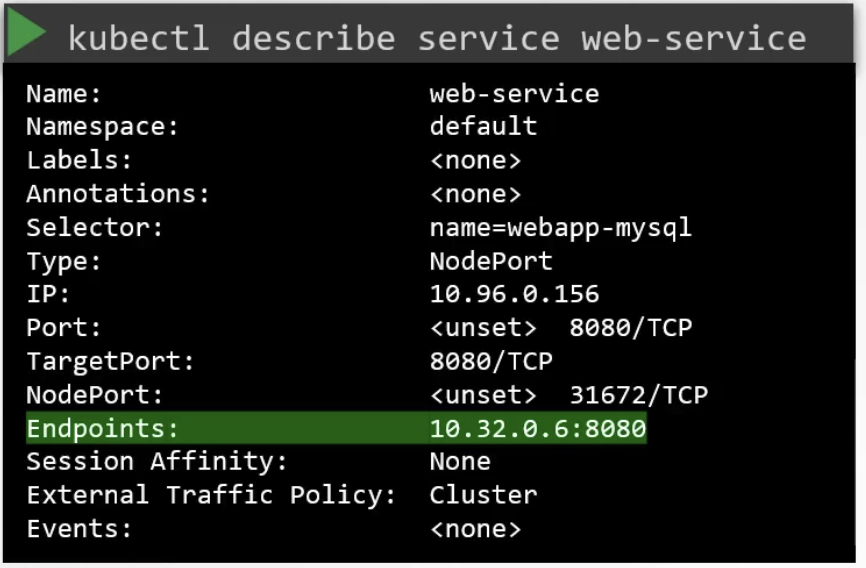 kubectl describe service web-service
Name: web-service
Namespace: default
Labels: <none>
Annotations: <none>
Selector: name=webapp-mysql
Type: NodePort
IP: 10.96.0.156
Port: <unset> 8080/TCP
TargetPort: 8080/TCP
NodePort: <unset> 31672/TCP
Endpoints: 10.32.0.6:8080
Session Affinity: None
External Traffic Policy: Cluster
Events: <none>